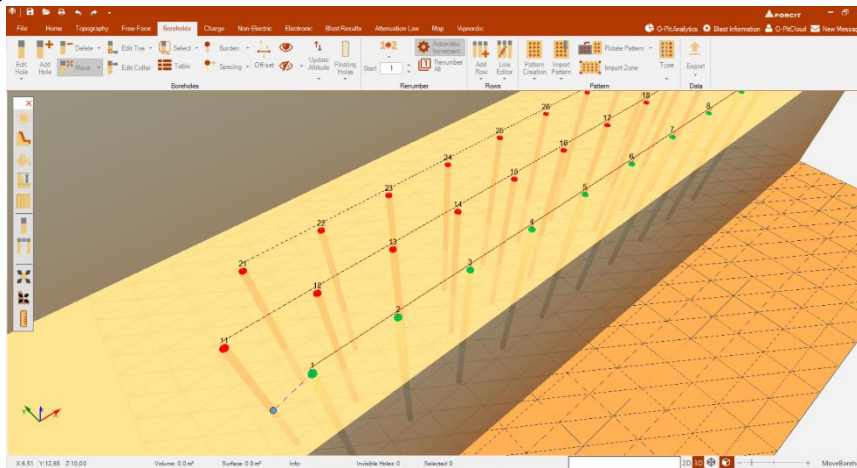 FORCIT
File Home Topography Free-Face Boreholes Charge Non-Electric Electronic Blast Results Attenuation Law Map Vipnordic O-PitAnalytics Blast Information O-PitCloud New Message
Edit Hole
Add Hole
Delete
Move
Edit Toe
Edit Collar
Select
Table
Burden
Spacing
Off-set
Update Altitude
Floating Holes
Boreholes
1 2
Start 1
Automatic Increment
Renumber All
Renumber
Add Row
Line Editor
Rows
Pattern Creation
Import Pattern
Rotate Pattern
Import Zone
Type
Pattern
Export
Data
18
8
26
17
7
25
16
6
24
15
5
23
14
4
22
13
3
21
12
2
11
1
X:6,51 Y:12,68 Z:10,00 Volume: 0.0 m³ Surface: 0.0 m² Info: Invisible Holes: 0 Selected: 0 2D 3D MoveBoreh